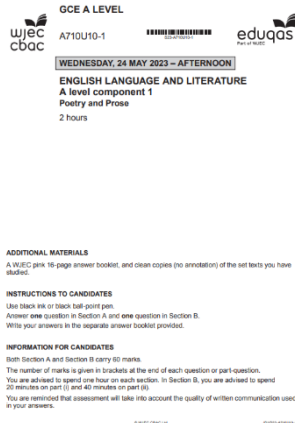 GCE A LEVEL
wjec
cbac
A710U10-1
eduqas
Part of WJEC
WEDNESDAY, 24 MAY 2023 – AFTERNOON
ENGLISH LANGUAGE AND LITERATURE
A level component 1
Poetry and Prose
2 hours
ADDITIONAL MATERIALS
A WJEC pink 16-page answer booklet, and clean copies (no annotation) of the set texts you have
studied.
INSTRUCTIONS TO CANDIDATES
Use black ink or black ball-point pen.
Answer one question in Section A and one question in Section B.
Write your answers in the separate answer booklet provided.
INFORMATION FOR CANDIDATES
Both Section A and Section B carry 60 marks.
The number of marks is given in brackets at the end of each question or part-question.
You are advised to spend one hour on each section. In Section B, you are advised to spend
20 minutes on part (i) and 40 minutes on part (ii).
You are reminded that assessment will take into account the quality of written communication used
in your answers.